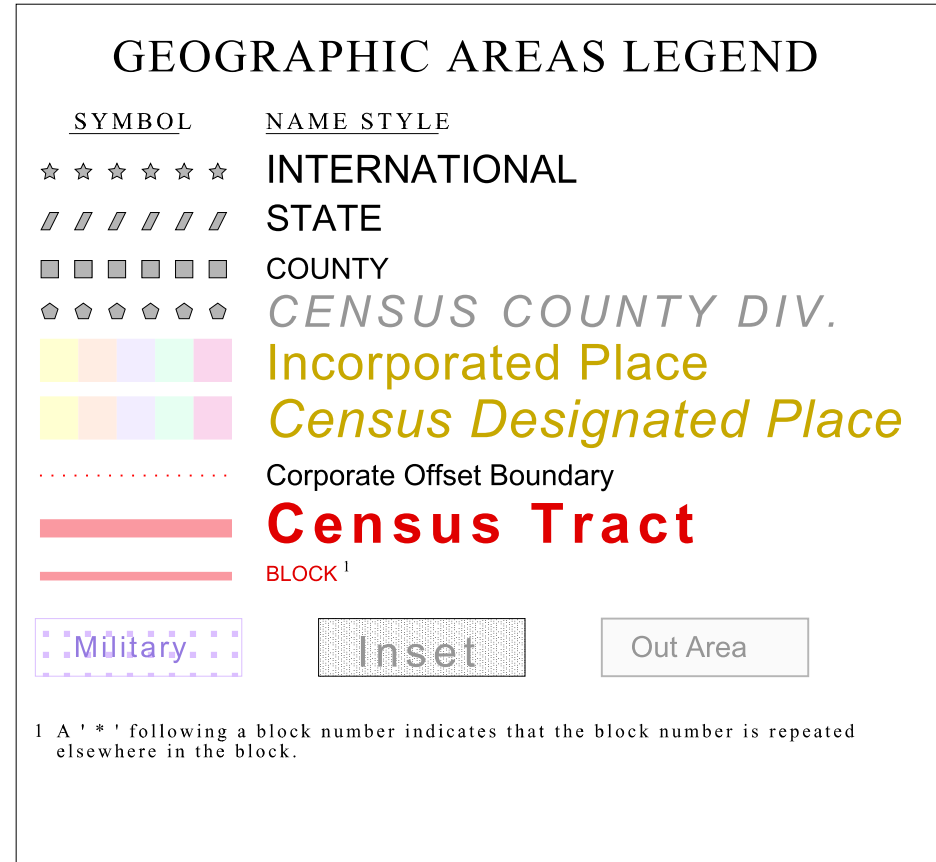 GEOGRAPHIC AREAS LEGEND
SYMBOL NAME STYLE
INTERNATIONAL
STATE
COUNTY
CENSUS COUNTY DIV.
Incorporated Place
Census Designated Place
Corporate Offset Boundary
Census Tract
BLOCK 1
Military Inset Out Area
1 A ' * ' following a block number indicates that the block number is repeated
elsewhere in the block.